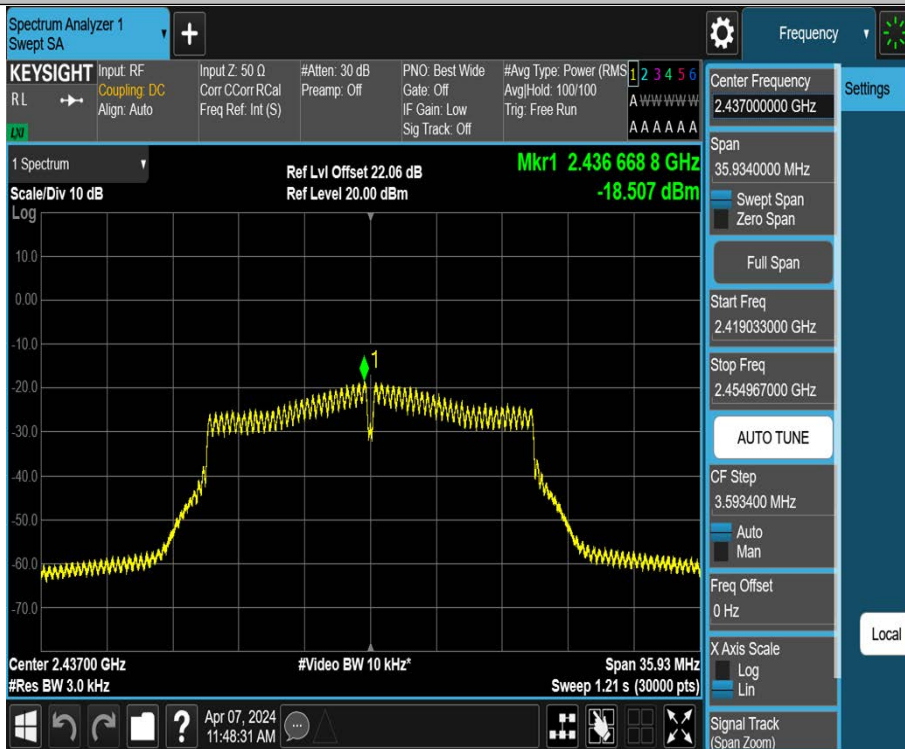 Spectrum Analyzer 1
Swept SA
Frequency
KEYSIGHT
RL
LXI
Input: RF
Coupling: DC
Align: Auto
Input Z: 50 Ω
Corr CCorr RCal
Freq Ref: Int (S)
#Atten: 30 dB
Preamp: Off
PNO: Best Wide
Gate: Off
IF Gain: Low
Sig Track: Off
#Avg Type: Power (RMS
Avg|Hold: 100/100
Trig: Free Run
1 2 3 4 5 6
A W W W W W
A A A A A A
1 Spectrum
Scale/Div 10 dB
Log
Ref Lvl Offset 22.06 dB
Ref Level 20.00 dBm
Mkr1 2.436 668 8 GHz
-18.507 dBm
10.0
0.00
-10.0
-20.0
-30.0
-40.0
-50.0
-60.0
-70.0
1
Center 2.43700 GHz
#Res BW 3.0 kHz
#Video BW 10 kHz*
Span 35.93 MHz
Sweep 1.21 s (30000 pts)
Apr 07, 2024
11:48:31 AM
Center Frequency
2.437000000 GHz
Span
35.9340000 MHz
Swept Span
Zero Span
Full Span
Start Freq
2.419033000 GHz
Stop Freq
2.454967000 GHz
AUTO TUNE
CF Step
3.593400 MHz
Auto
Man
Freq Offset
0 Hz
X Axis Scale
Log
Lin
Signal Track
(Span Zoom)
Settings
Local